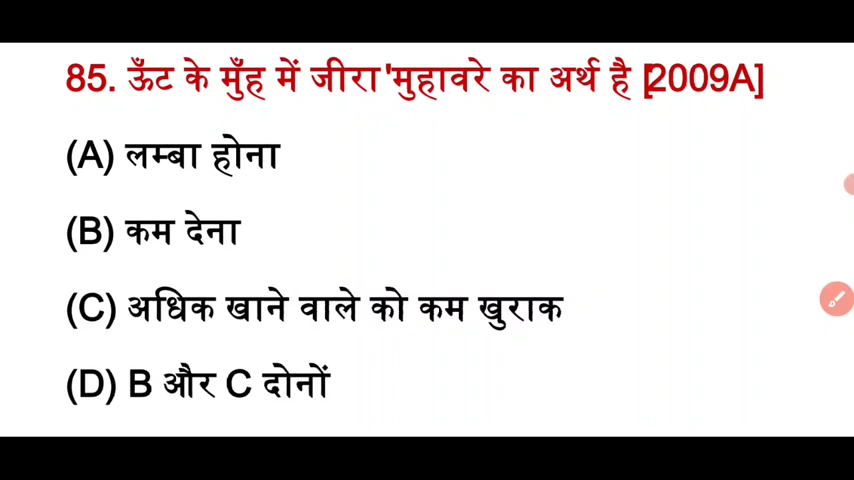 85. ऊँट के मुँह में जीरा 'मुहावरे का अर्थ है [2009A]
(A) लम्बा होना
(B) कम देना
(C) अधिक खाने वाले को कम खुराक
(D) B और C दोनों